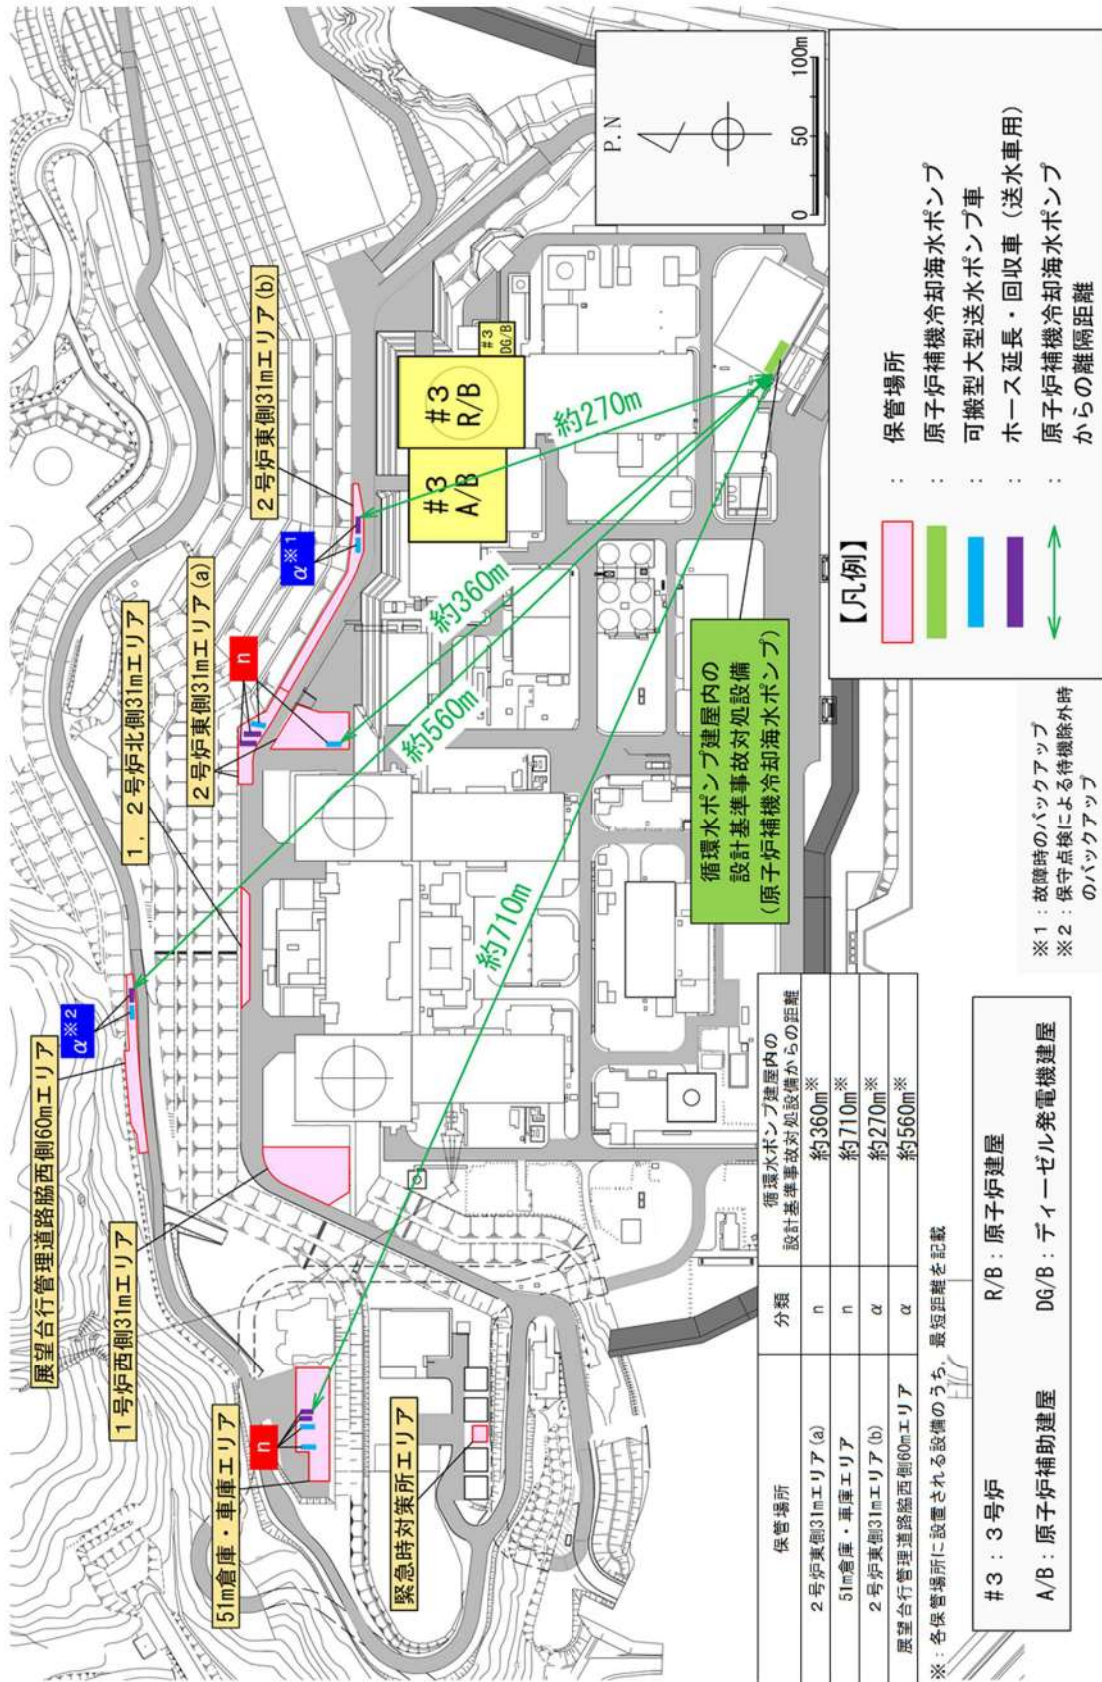 展望台行管理道路脇西側60mエリア
α※2
1，2号炉北側31mエリア
2号炉東側31mエリア(a)
2号炉東側31mエリア(b)
n
α※1
1号炉西側31mエリア
51m倉庫・車庫エリア
n
緊急時対策所エリア
#3
R/B
#3
A/B
#3
DG/B
約270m
約360m
約560m
約710m
循環水ポンプ建屋内の
設計基準事故対処設備
(原子炉補機冷却海水ポンプ)
P.N
0 50 100m
【凡例】
：保管場所
：原子炉補機冷却海水ポンプ
：可搬型大型送水ポンプ車
：ホース延長・回収車（送水車用）
：原子炉補機冷却海水ポンプ
からの離隔距離
※1：故障時のバックアップ
※2：保守点検による待機除外時
のバックアップ
保管場所 分類 循環水ポンプ建屋内の
設計基準事故対処設備からの距離
2号炉東側31mエリア(a) n 約360m※
51m倉庫・車庫エリア n 約710m※
2号炉東側31mエリア(b) α 約270m※
展望台行管理道路脇西側60mエリア α 約560m※
※：各保管場所に設置される設備のうち，最短距離を記載
#3：3号炉 R/B：原子炉建屋
A/B：原子炉補助建屋 DG/B：ディーゼル発電機建屋